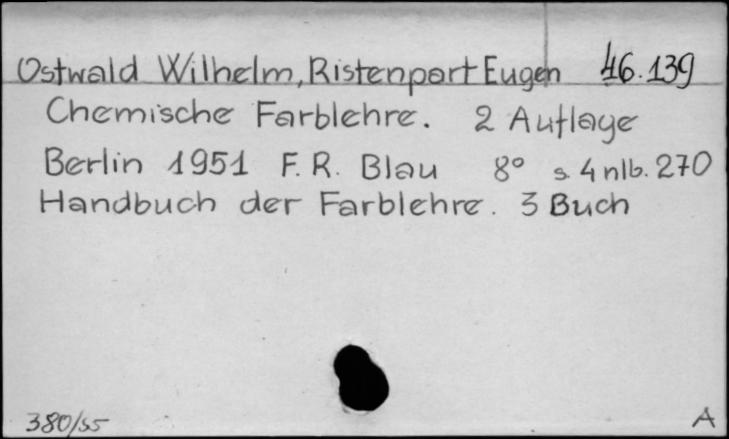 Ostwald Wilhelm, Ristenpart Eugen 46.139
Chemische Farblehre. 2 Auflage
Berlin 1951 F.R. Blau 8° s. 4 nlb. 270
Handbuch der Farblehre. 3 Buch
380/55
A